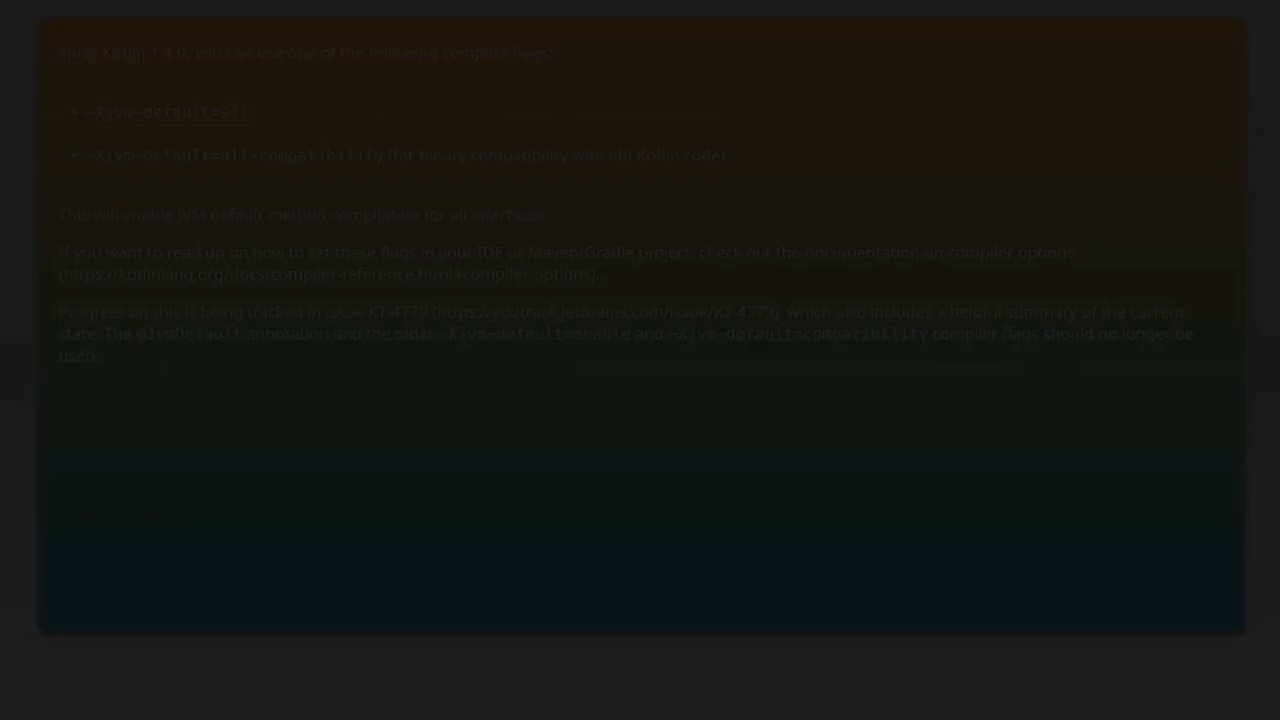 Since Kotlin 1.4.0, you can use one of the following compiler flags:
• -Xjvm-default=all
• -Xjvm-default=all-compatibility (for binary compatibility with old Kotlin code)
This will enable JVM default method compilation for all interfaces.
If you want to read up on how to set these flags in your IDE or Maven/Gradle project, check out the documentation on compiler options
(https://kotlinlang.org/docs/compiler-reference.html#compiler-options).
Progress on this is being tracked in issue KT-4779 (https://youtrack.jetbrains.com/issue/KT-4779), which also includes a helpful summary of the current
state. The @JvmDefault annotation and the older -Xjvm-default=enable and -Xjvm-default=compatibility compiler flags should no longer be
used.